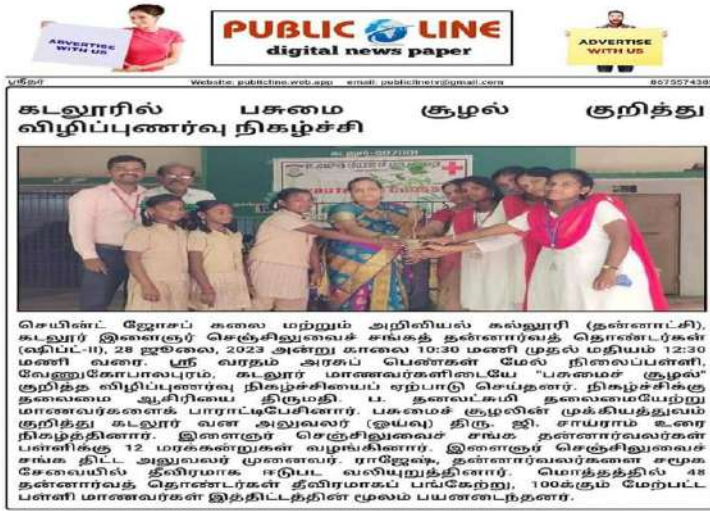 ADVERTISE
WITH US
PUBLIC LINE
digital news paper
ADVERTISE
WITH US
ஸ்ரீதர்
Website: publicline.web.app email: publiclinetv@gmail.com
கடலூரில் பசுமை சூழல் குறித்து
விழிப்புணர்வு நிகழ்ச்சி
செயின்ட் ஜோசப் கலை மற்றும் அறிவியல் கல்லூரி (தன்னாட்சி),
கடலூர் இளைஞர் செஞ்சிலுவைச் சங்கத் தன்னார்வத் தொண்டர்கள்
(ஷிப்ட்-II), 28 ஜூலை, 2023 அன்று காலை 10:30 மணி முதல் மதியம் 12:30
மணி வரை. ஸ்ரீ வரதம் அரசுப் பெண்கள் மேல் நிலைப்பள்ளி,
வேணுகோபாலபுரம், கடலூர் மாணவர்களிடையே "பசுமைச் சூழல்"
குறித்த விழிப்புணர்வு நிகழ்ச்சியைப் ஏற்பாடு செய்தனர். நிகழ்ச்சிக்கு
தலைமை ஆசிரியை திருமதி. ப. தனலட்சுமி தலைமையேற்று
மாணவர்களைக் பாராட்டிபேசினார். பசுமைச் சூழலின் முக்கியத்துவம்
குறித்து கடலூர் வன அலுவலர் (ஓய்வு) திரு. ஜி. சாய்ராம் உரை
நிகழ்த்தினார். இளைஞர் செஞ்சிலுவைச் சங்க தன்னார்வலர்கள்
பள்ளிக்கு 12 மரக்கன்றுகள் வழங்கினார். இளைஞர் செஞ்சிலுவைச்
சங்க திட்ட அலுவலர் முனைவர். ராஜேஷ், தன்னார்வலர்களை சமூக
சேவையில் தீவிரமாக ஈடுபட வலியுறுத்தினார். மொத்தத்தில் 48
தன்னார்வத் தொண்டர்கள் தீவிரமாகப் பங்கேற்று, 100க்கும் மேற்பட்ட
பள்ளி மாணவர்கள் இத்திட்டத்தின் மூலம் பயனடைந்தனர்.